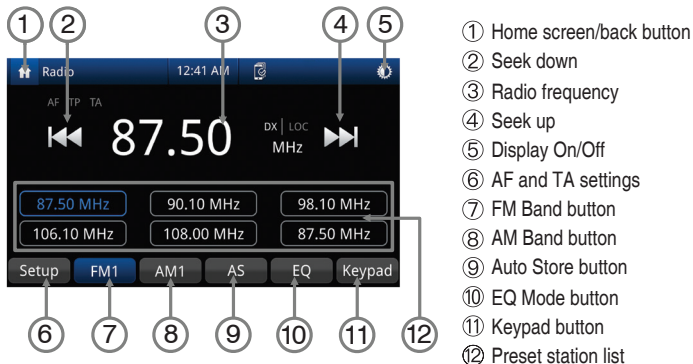 ① ② ③ ④ ⑤
Radio 12:41 AM
AF TP TA
87.50 DX | LOC
MHz
87.50 MHz 90.10 MHz 98.10 MHz
106.10 MHz 108.00 MHz 87.50 MHz
Setup FM1 AM1 AS EQ Keypad
⑥ ⑦ ⑧ ⑨ ⑩ ⑪ ⑫
① Home screen/back button
② Seek down
③ Radio frequency
④ Seek up
⑤ Display On/Off
⑥ AF and TA settings
⑦ FM Band button
⑧ AM Band button
⑨ Auto Store button
⑩ EQ Mode button
⑪ Keypad button
⑫ Preset station list